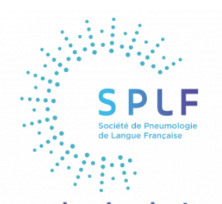 SPLF
Société de Pneumologie
de Langue Française